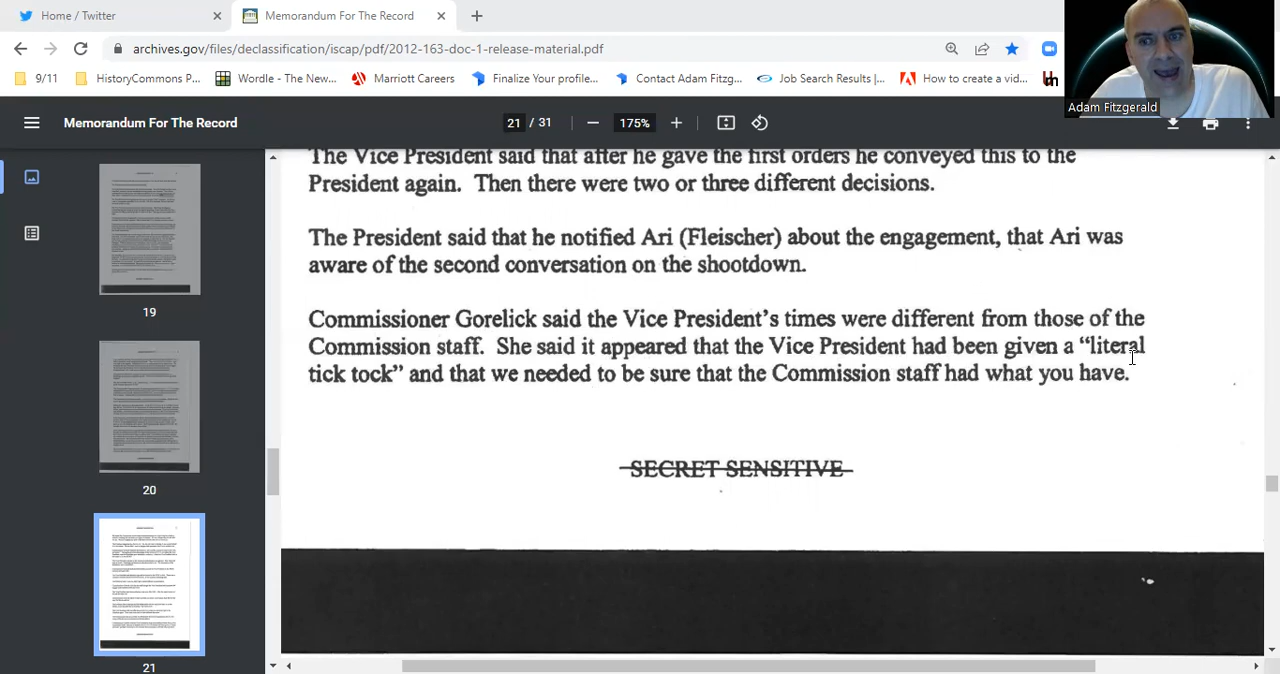 Home / Twitter
Memorandum For The Record
archives.gov/files/declassification/iscap/pdf/2012-163-doc-1-release-material.pdf
9/11
HistoryCommons P...
Wordle - The New...
Marriott Careers
Finalize Your profile...
Contact Adam Fitzg...
Job Search Results |...
How to create a vid...
Adam Fitzgerald
Memorandum For The Record
21 / 31
175%
19
20
21
The Vice President said that after he gave the first orders he conveyed this to the
President again. Then there were two or three different decisions.
The President said that he notified Ari (Fleischer) about the engagement, that Ari was
aware of the second conversation on the shootdown.
Commissioner Gorelick said the Vice President's times were different from those of the
Commission staff. She said it appeared that the Vice President had been given a "literal
tick tock" and that we needed to be sure that the Commission staff had what you have.
SECRET SENSITIVE